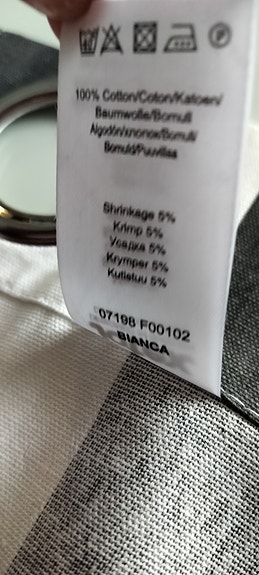 100% Cotton/Coton/Katoen/
Baumwolle/Bomull
Algodón/хлопок/Bomull/
Bomuld/Puuvillaa
Shrinkage 5%
Krimp 5%
Усадка 5%
Krymper 5%
Kutistuu 5%
07198 F00102
BIANCA